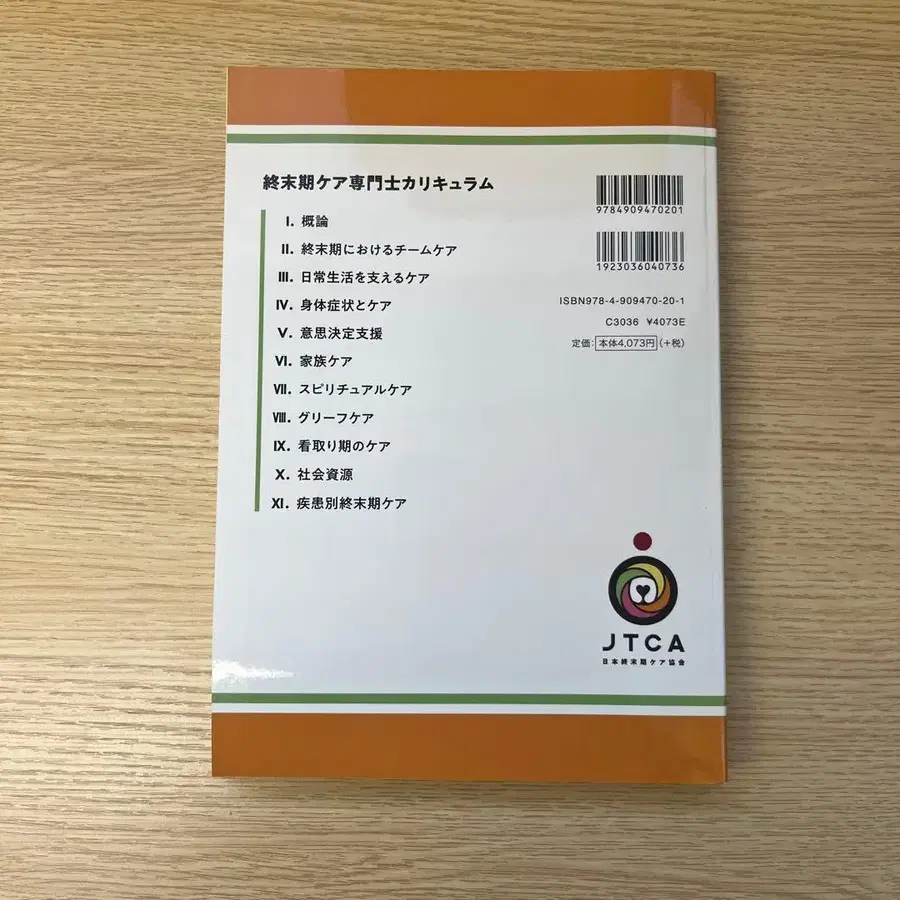 終末期ケア専門士カリキュラム
I. 概論
II. 終末期におけるチームケア
III. 日常生活を支えるケア
IV. 身体症状とケア
V. 意思決定支援
VI. 家族ケア
VII. スピリチュアルケア
VIII. グリーフケア
IX. 看取り期のケア
X. 社会資源
XI. 疾患別終末期ケア
9784909470201
1923036040736
ISBN978-4-909470-20-1
C3036 ¥4073E
定価: 本体4,073円 (+税)
JTCA
日本終末期ケア協会